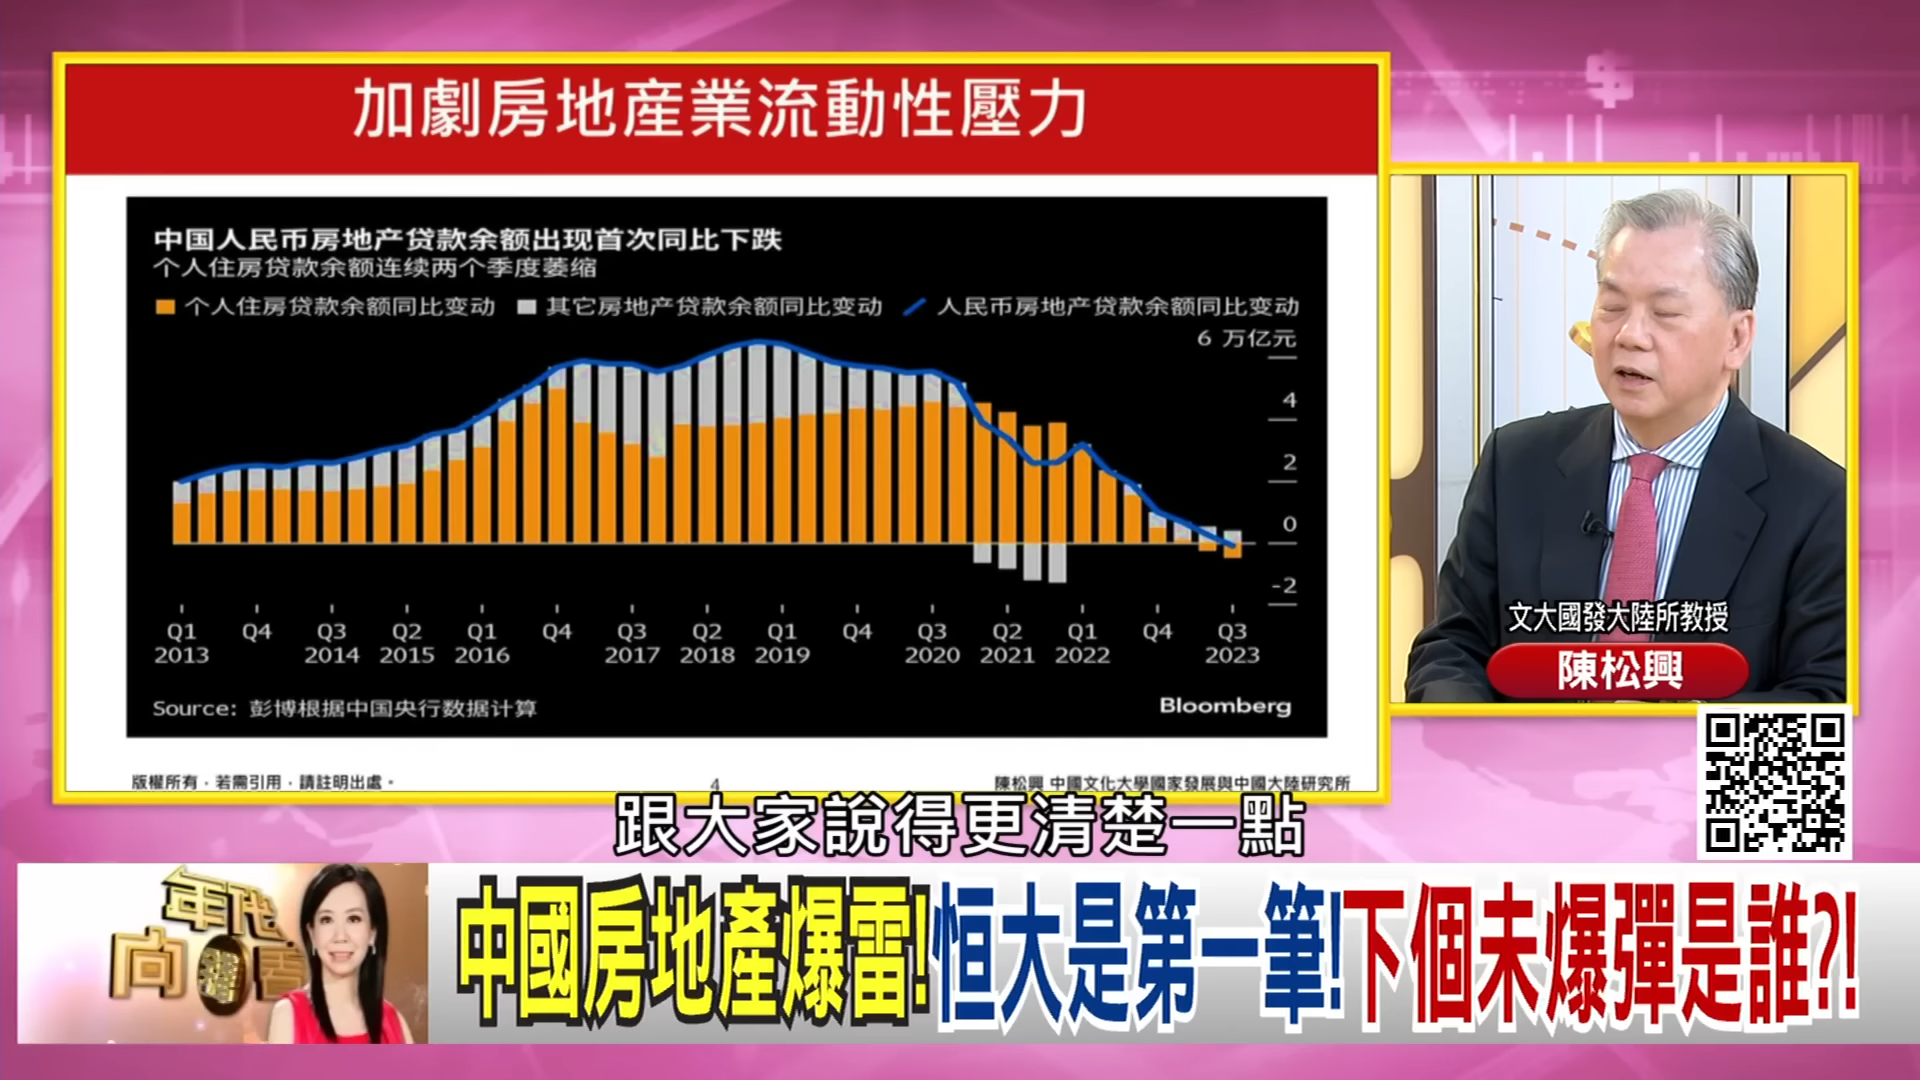 加劇房地産業流動性壓力
中国人民币房地产贷款余额出现首次同比下跌
个人住房贷款余额连续两个季度萎缩
个人住房贷款余额同比变动 其它房地产贷款余额同比变动 人民币房地产贷款余额同比变动
6 万亿元
4
2
0
-2
Q1 Q4 Q3 Q2 Q1 Q4 Q3 Q2 Q1 Q4 Q3 Q2 Q1 Q4 Q3
2013 2014 2015 2016 2017 2018 2019 2020 2021 2022 2023
Source: 彭博根据中国央行数据计算
Bloomberg
版權所有，若需引用，請註明出處。
4
陳松興 中國文化大學國家發展與中國大陸研究所
文大國發大陸所教授
陳松興
跟大家說得更清楚一點
年代向錢看
中國房地產爆雷!恒大是第一筆!下個未爆彈是誰?!